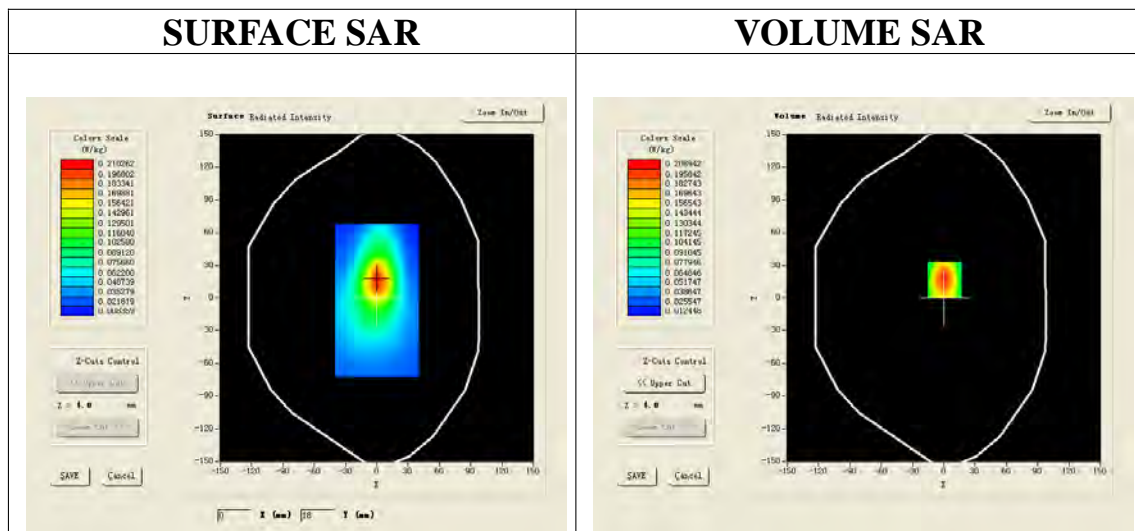 SURFACE SAR
VOLUME SAR
Surface Radiated Intensity
Zoom In/Out
Colors Scale
(W/kg)
0.210262
0.196802
0.183341
0.169881
0.156421
0.142961
0.129501
0.116040
0.102580
0.089120
0.075660
0.062200
0.048739
0.035279
0.021819
0.008359
150
120
90
60
30
0
-30
-60
-90
-120
-150
Y
-150 -120 -90 -60 -30 0 30 60 90 120 150
X
Z-Cuts Control
<< Upper Cut
Z = 4.0 mm
SAVE Cancel
0 X (mm) 18 Y (mm)
Volume Radiated Intensity
Zoom In/Out
Colors Scale
(W/kg)
0.208942
0.195842
0.182743
0.169643
0.156543
0.143444
0.130344
0.117245
0.104145
0.091045
0.077946
0.064846
0.051747
0.038647
0.025547
0.012448
150
120
90
60
30
0
-30
-60
-90
-120
-150
Y
-150 -120 -90 -60 -30 0 30 60 90 120 150
X
Z-Cuts Control
<< Upper Cut
Z = 4.0 mm
SAVE Cancel